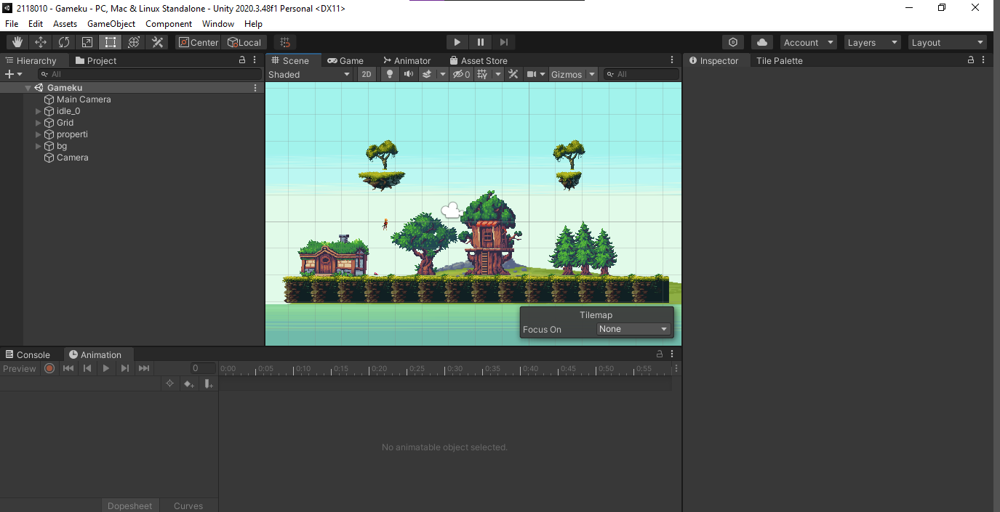 2118010 - Gameku - PC, Mac & Linux Standalone - Unity 2020.3.48f1 Personal <DX11>
File Edit Assets GameObject Component Window Help
Center Local Account Layers Layout
Hierarchy Project Scene Game Animator Asset Store Inspector Tile Palette
All Shaded 2D 0 Gizmos All
Gameku
Main Camera
idle_0
Grid
properti
bg
Camera
Tilemap
Focus On None
Console Animation
Preview 0 0:00 0:05 0:10 0:15 0:20 0:25 0:30 0:35 0:40 0:45 0:50 0:55
No animatable object selected.
Dopesheet Curves